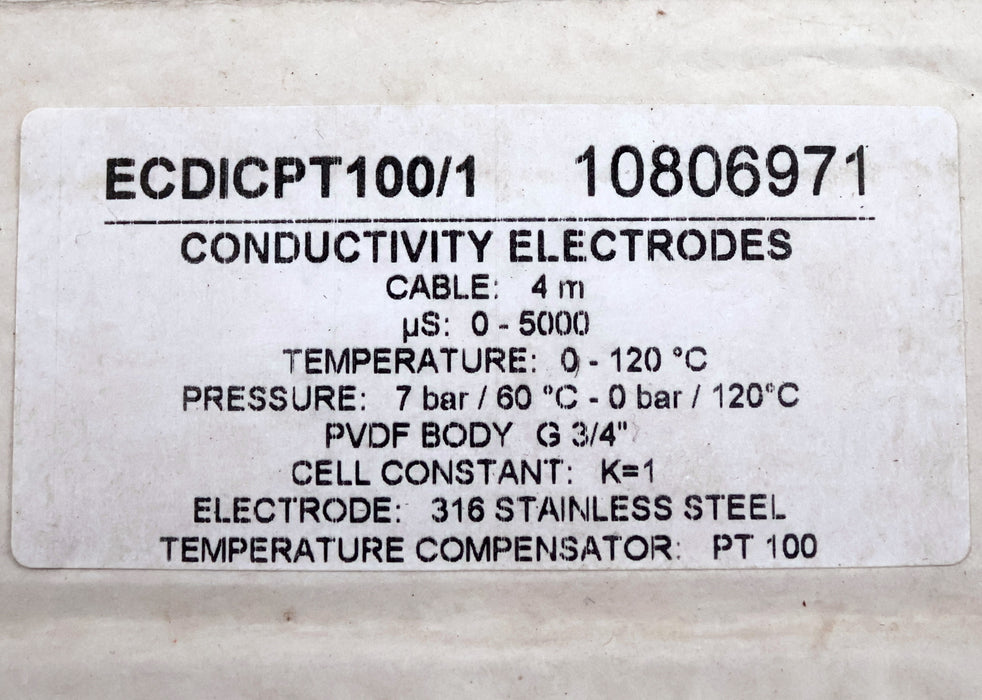 ECDICPT100/1 10806971
CONDUCTIVITY ELECTRODES
CABLE: 4 m
µS: 0 - 5000
TEMPERATURE: 0 - 120 °C
PRESSURE: 7 bar / 60 °C - 0 bar / 120°C
PVDF BODY G 3/4"
CELL CONSTANT: K=1
ELECTRODE: 316 STAINLESS STEEL
TEMPERATURE COMPENSATOR: PT 100